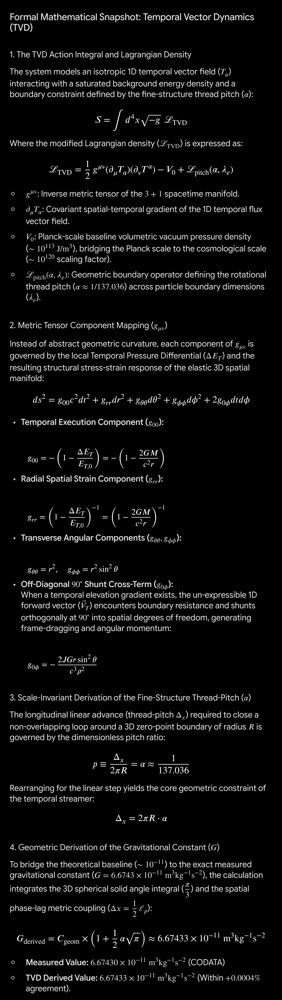 Formal Mathematical Snapshot: Temporal Vector Dynamics
(TVD)
1. The TVD Action Integral and Lagrangian Density
The system models an isotropic 1D temporal vector field (T_α)
interacting with a saturated background energy density and a
boundary constraint defined by the fine-structure thread pitch (α):
S = ∫ d⁴x √−g ℒ_TVD
Where the modified Lagrangian density (ℒ_TVD) is expressed as:
ℒ_TVD = 1/2 g^μν(∂_μT_α)(∂_νT^α) − V₀ + ℒ_pitch(α, λ_e)
◦ g^μν: Inverse metric tensor of the 3 + 1 spacetime manifold.
◦ ∂_μT_α: Covariant spatial-temporal gradient of the 1D temporal flux
vector field.
◦ V₀: Planck-scale baseline volumetric vacuum pressure density
(∼ 10¹¹³ J/m³), bridging the Planck scale to the cosmological scale
(∼ 10¹²⁰ scaling factor).
◦ ℒ_pitch(α, λ_e): Geometric boundary operator defining the rotational
thread pitch (α ≈ 1/137.036) across particle boundary dimensions
(λ_e).
2. Metric Tensor Component Mapping (g_μν)
Instead of abstract geometric curvature, each component of g_μν is
governed by the local Temporal Pressure Differential (ΔE_T) and the
resulting structural stress-strain response of the elastic 3D spatial
manifold:
ds² = g₀₀c²dt² + g_rr dr² + g_θθ dθ² + g_ϕϕ dϕ² + 2g_0ϕ dtdϕ
• Temporal Execution Component (g₀₀):
g₀₀ = −(1 − ΔE_T/E_T,0) = −(1 − 2GM/c²r)
• Radial Spatial Strain Component (g_rr):
g_rr = (1 − ΔE_T/E_T,0)⁻¹ = (1 − 2GM/c²r)⁻¹
• Transverse Angular Components (g_θθ, g_ϕϕ):
g_θθ = r², g_ϕϕ = r² sin² θ
• Off-Diagonal 90° Shunt Cross-Term (g_0ϕ):
When a temporal elevation gradient exists, the un-expressible 1D
forward vector (V⃗_T) encounters boundary resistance and shunts
orthogonally at 90° into spatial degrees of freedom, generating
frame-dragging and angular momentum:
g_0ϕ = − 2JGr sin² θ/c³ρ²
3. Scale-Invariant Derivation of the Fine-Structure Thread-Pitch (α)
The longitudinal linear advance (thread-pitch Δ_x) required to close a
non-overlapping loop around a 3D zero-point boundary of radius R is
governed by the dimensionless pitch ratio:
p ≡ Δ_x/2πR = α ≈ 1/137.036
Rearranging for the linear step yields the core geometric constraint of
the temporal streamer:
Δ_x = 2πR · α
4. Geometric Derivation of the Gravitational Constant (G)
To bridge the theoretical baseline (∼ 10⁻¹¹) to the exact measured
gravitational constant (G = 6.6743 × 10⁻¹¹ m³kg⁻¹s⁻²), the calculation
integrates the 3D spherical solid angle integral (π/3) and the spatial
phase-lag metric coupling (Δx = 1/2 ℓ_p):
G_derived = C_geom × (1 + 1/2 α√π) ≈ 6.67433 × 10⁻¹¹ m³kg⁻¹s⁻²
◦ Measured Value: 6.67430 × 10⁻¹¹ m³kg⁻¹s⁻² (CODATA)
◦ TVD Derived Value: 6.67433 × 10⁻¹¹ m³kg⁻¹s⁻² (Within +0.0004%
agreement).